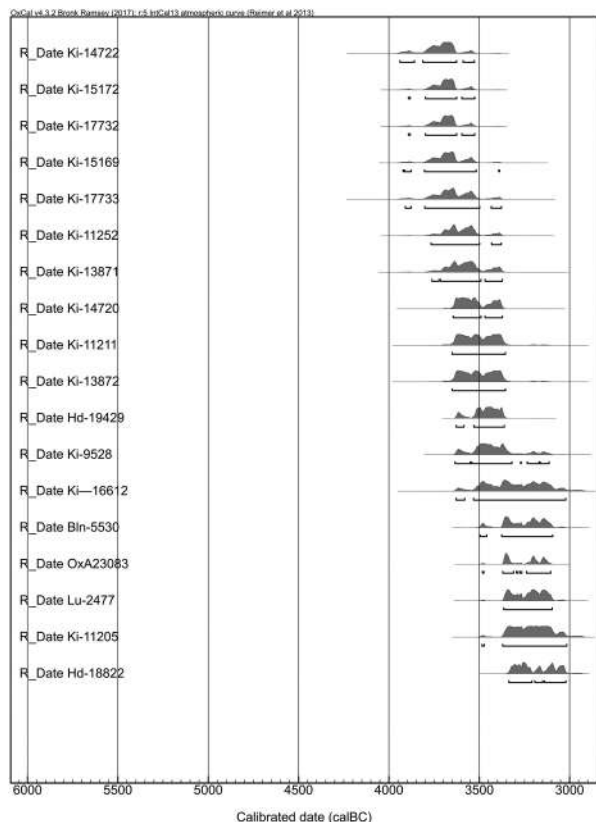 OxCal v4.3.2 Bronk Ramsey (2017); r:5 IntCal13 atmospheric curve (Reimer et al 2013)
R_Date Ki-14722
R_Date Ki-15172
R_Date Ki-17732
R_Date Ki-15169
R_Date Ki-17733
R_Date Ki-11252
R_Date Ki-13871
R_Date Ki-14720
R_Date Ki-11211
R_Date Ki-13872
R_Date Hd-19429
R_Date Ki-9528
R_Date Ki—16612
R_Date Bln-5530
R_Date OxA23083
R_Date Lu-2477
R_Date Ki-11205
R_Date Hd-18822
6000 5500 5000 4500 4000 3500 3000
Calibrated date (calBC)